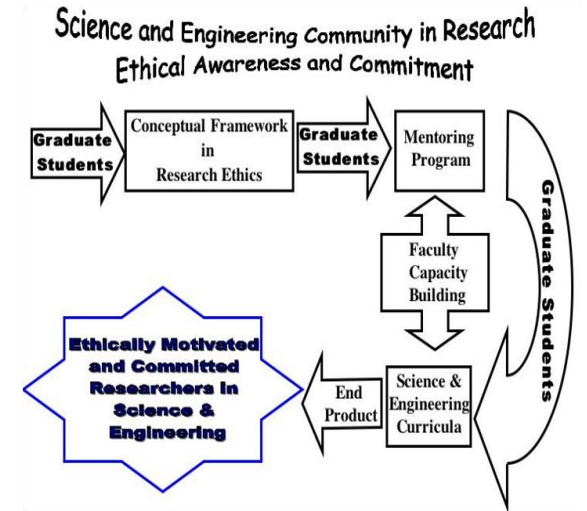 Science and Engineering Community in Research
Ethical Awareness and Commitment
Graduate
Students
Conceptual Framework
in
Research Ethics
Graduate
Students
Mentoring
Program
Graduate Students
Faculty
Capacity
Building
Science &
Engineering
Curricula
End
Product
Ethically Motivated
and Committed
Researchers in
Science &
Engineering